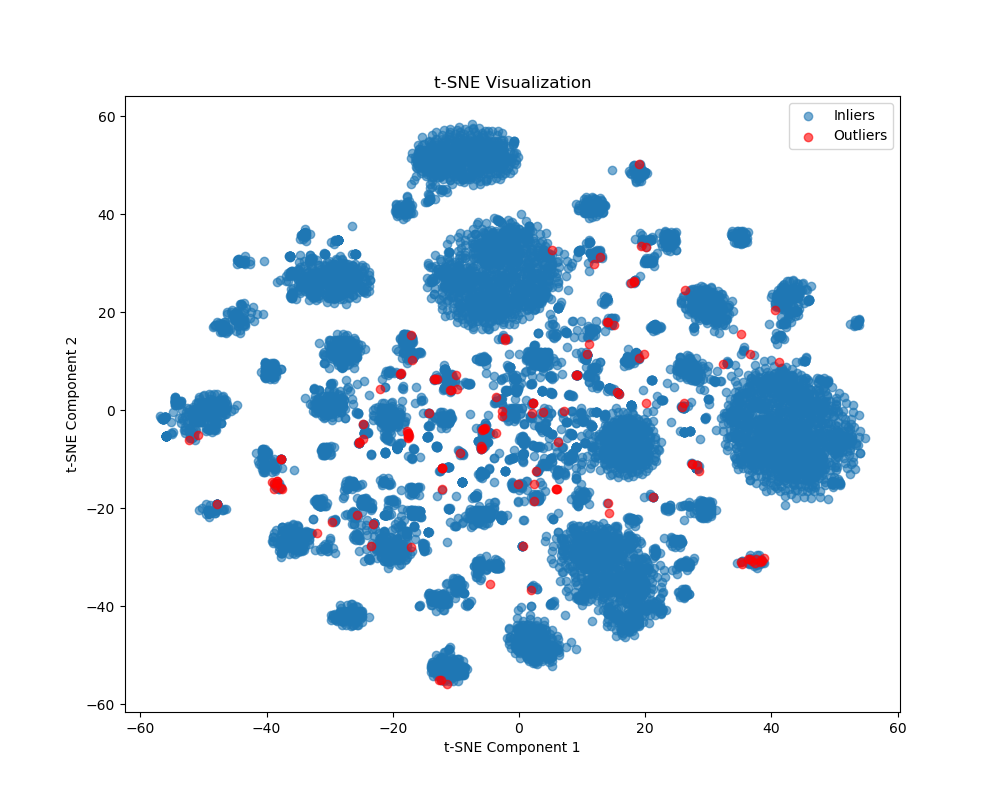 t-SNE Visualization
Inliers
Outliers
60
40
20
0
−20
−40
−60
t-SNE Component 2
−60 −40 −20 0 20 40 60
t-SNE Component 1